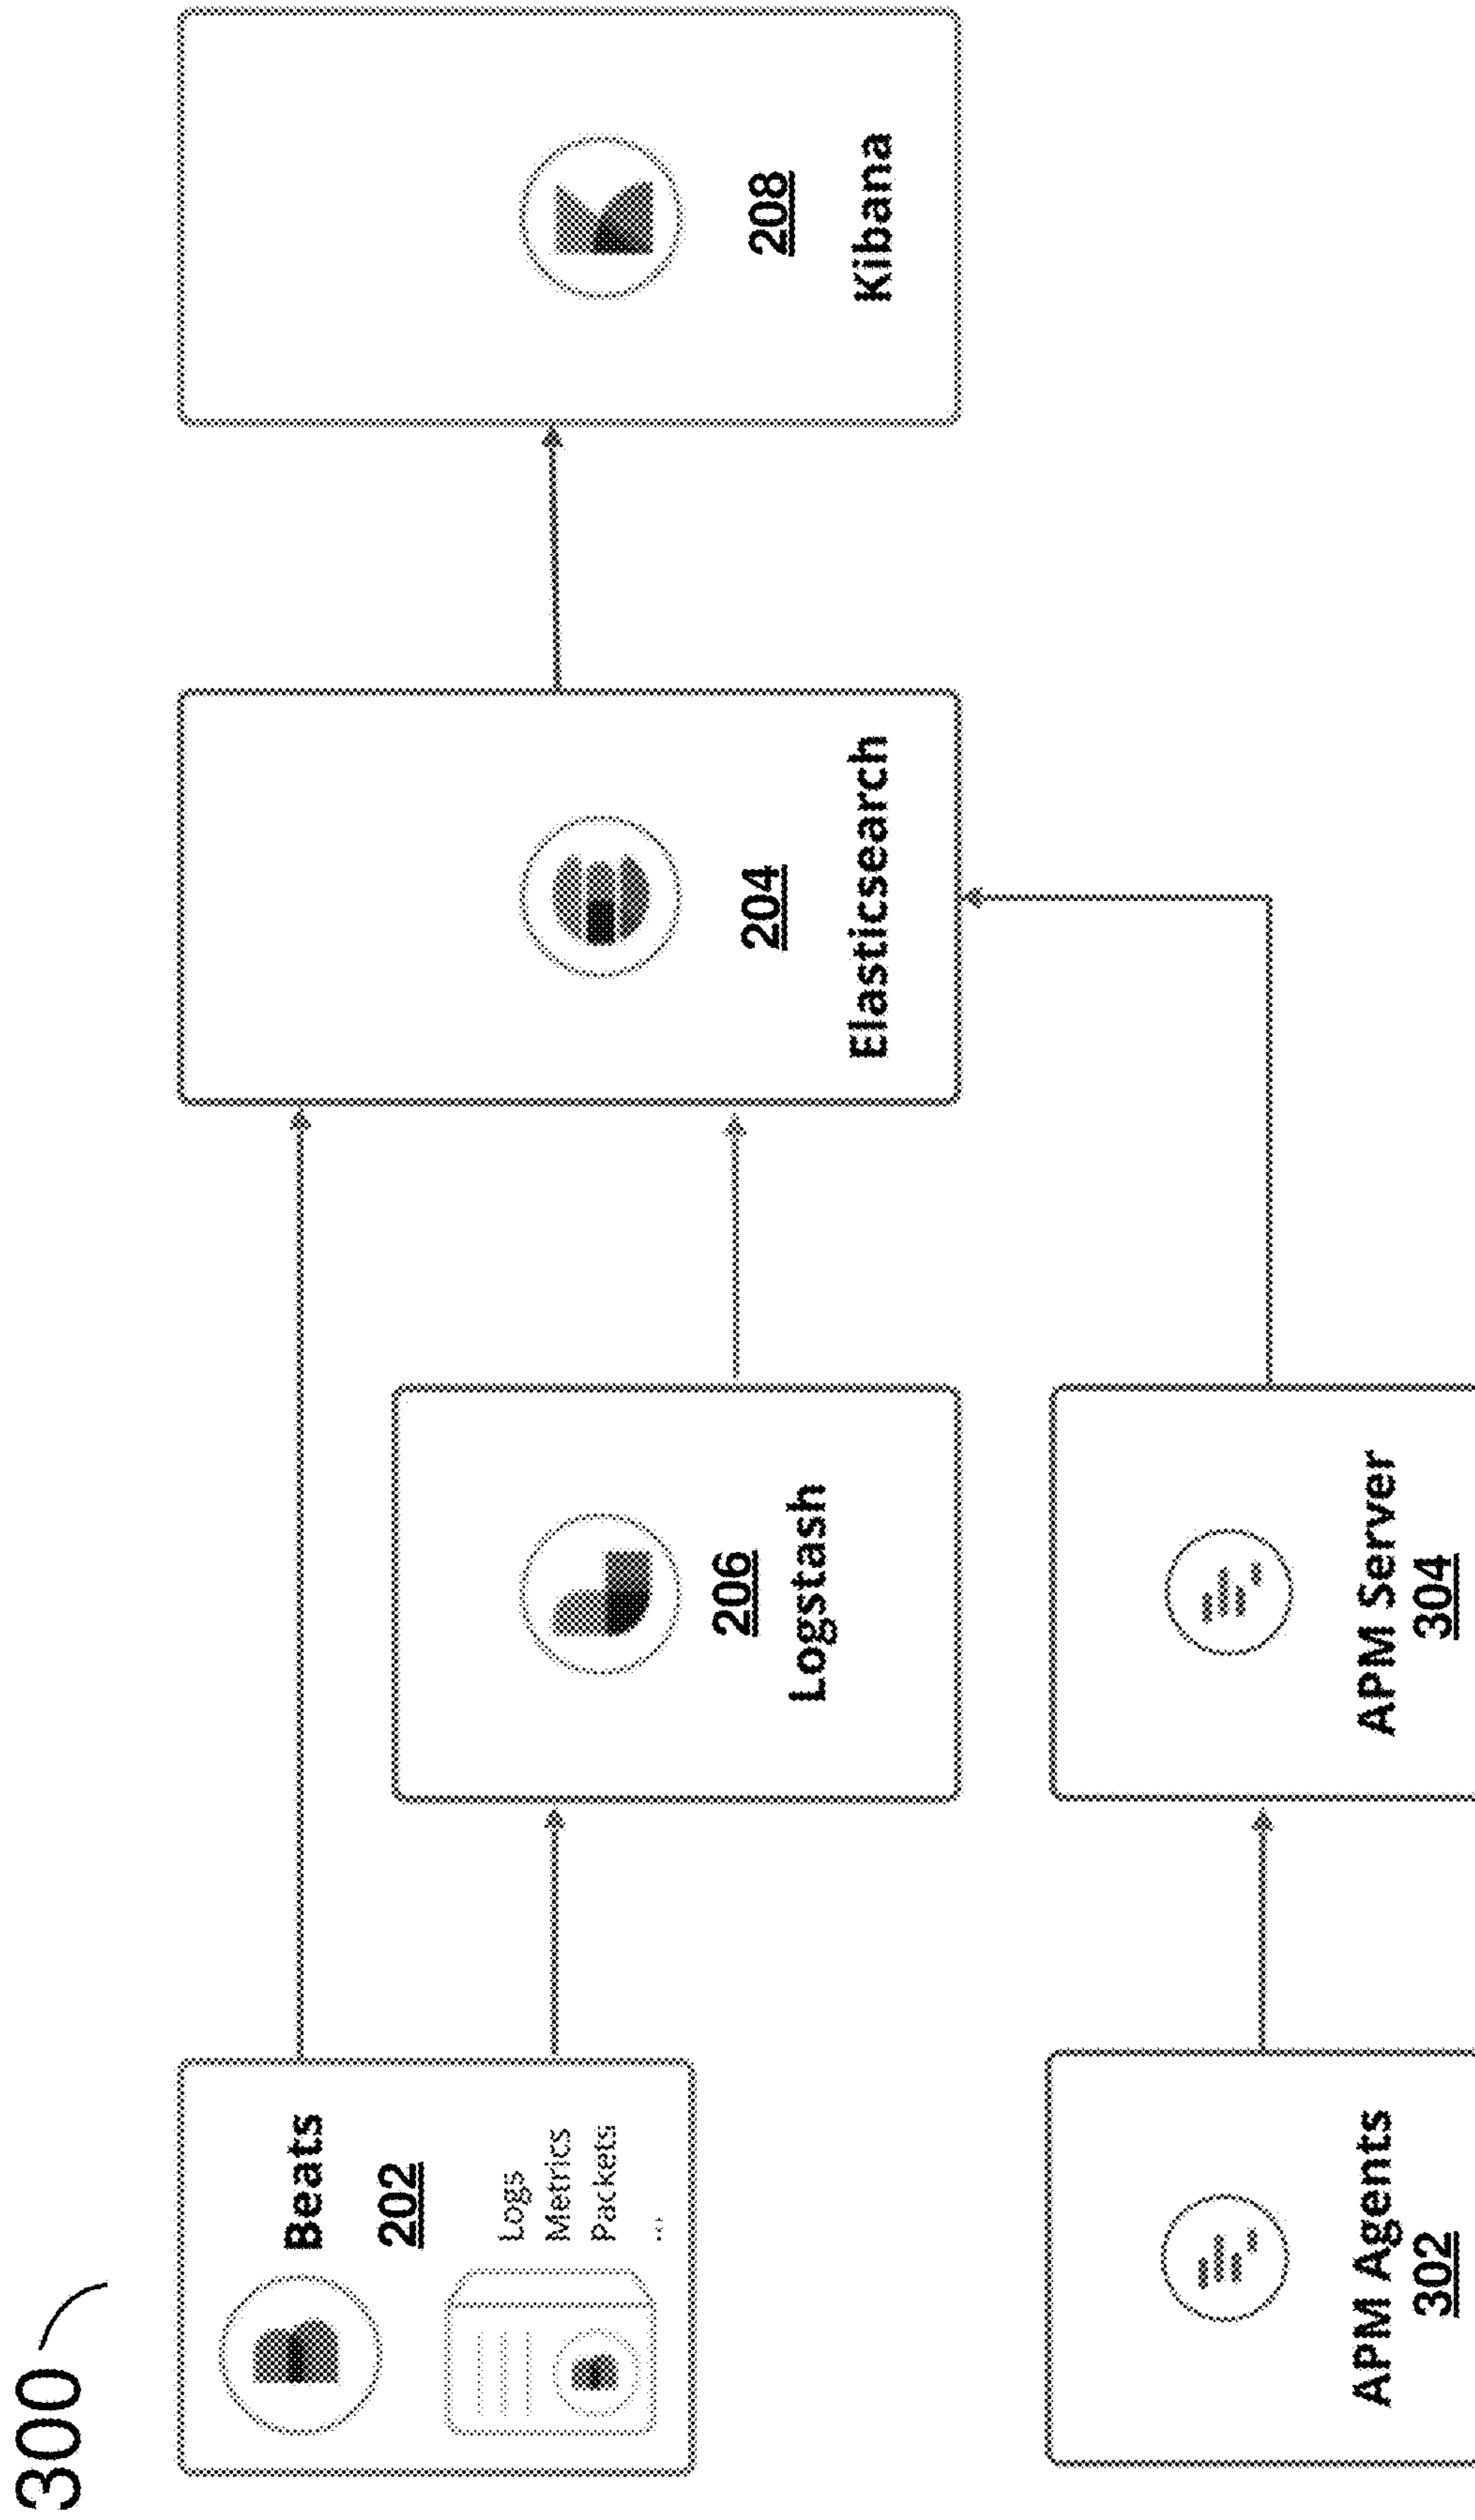 300
Beats
202
Logs
Metrics
Packets
...
206
Logstash
204
Elasticsearch
208
Kibana
APM Agents
302
APM Server
304